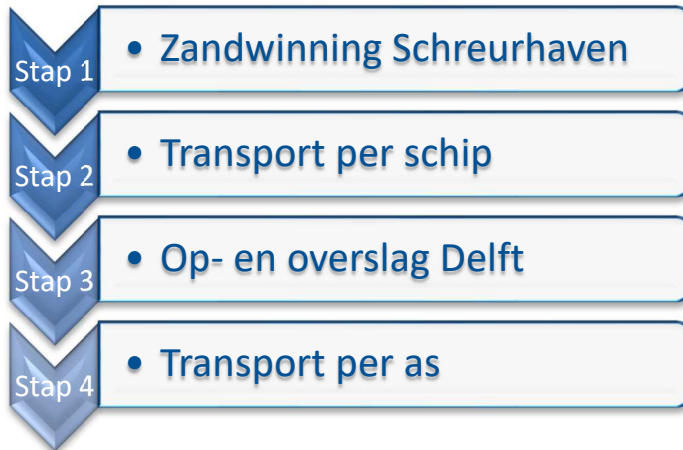 Stap 1
• Zandwinning Schreurhaven
Stap 2
• Transport per schip
Stap 3
• Op- en overslag Delft
Stap 4
• Transport per as